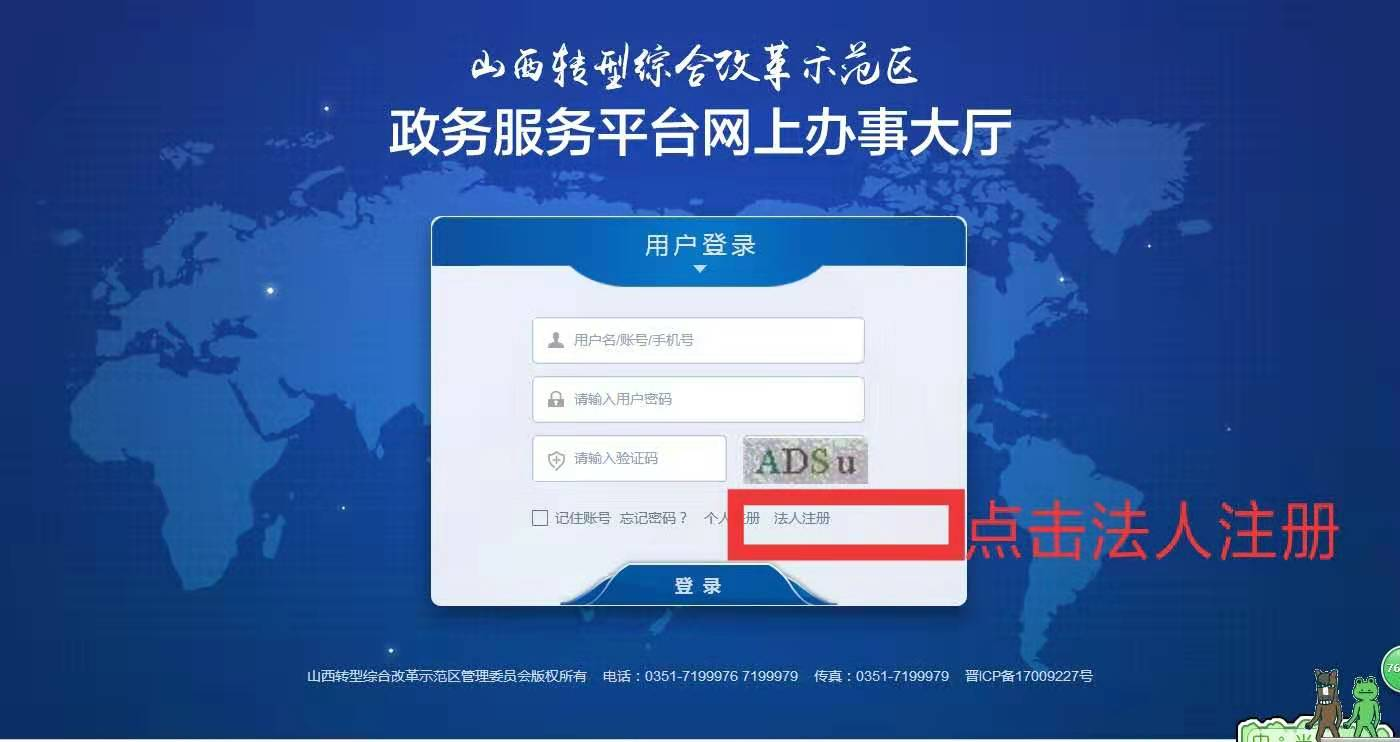 山西转型综合改革示范区
政务服务平台网上办事大厅
用户登录
用户名/账号/手机号
请输入用户密码
请输入验证码 ADSu
记住账号 忘记密码？ 个人注册 法人注册
点击法人注册
登录
山西转型综合改革示范区管理委员会版权所有 电话：0351-7199976 7199979 传真：0351-7199979 晋ICP备17009227号
76